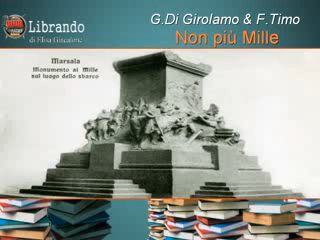 Librando
di Elisa Giacalone
G.Di Girolamo & F.Timo
Non più Mille
Marsala
Monumento ai Mille
sul luogo dello sbarco